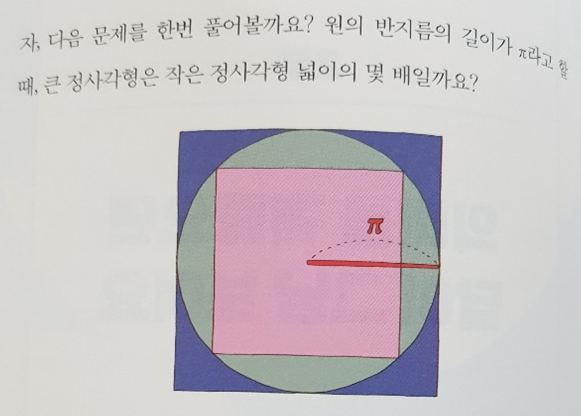 자, 다음 문제를 한번 풀어볼까요? 원의 반지름의 길이가 π라고 할
때, 큰 정사각형은 작은 정사각형 넓이의 몇 배일까요?
π